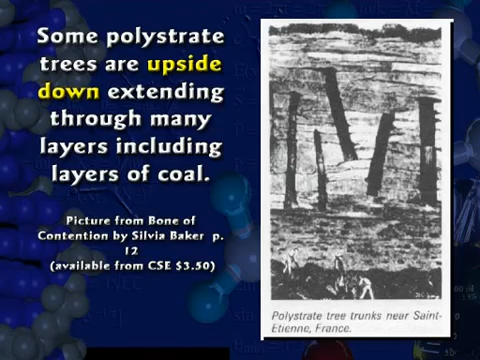 Some polystrate
trees are upside
down extending
through many
layers including
layers of coal.
Picture from Bone of
Contention by Silvia Baker p.
12
(available from CSE $3.50)
Polystrate tree trunks near Saint-
Etienne, France.